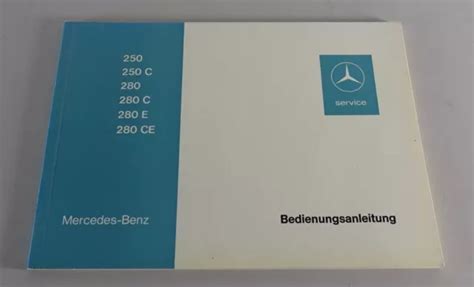 250
250 C
280
280 C
280 E
280 CE
service
Mercedes-Benz
Bedienungsanleitung